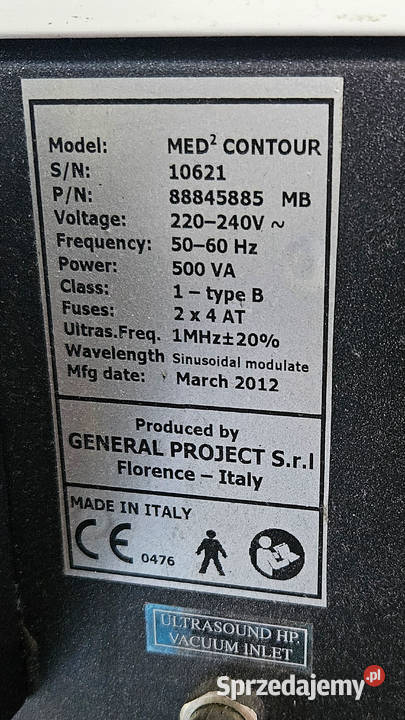 Model: MED² CONTOUR
S/N: 10621
P/N: 88845885 MB
Voltage: 220–240V ~
Frequency: 50–60 Hz
Power: 500 VA
Class: 1 – type B
Fuses: 2 x 4 AT
Ultras.Freq. 1MHz±20%
Wavelength Sinusoidal modulate
Mfg date: March 2012
Produced by
GENERAL PROJECT S.r.l
Florence – Italy
MADE IN ITALY
CE 0476
ULTRASOUND HP
VACUUM INLET
Sprzedajemy.pl